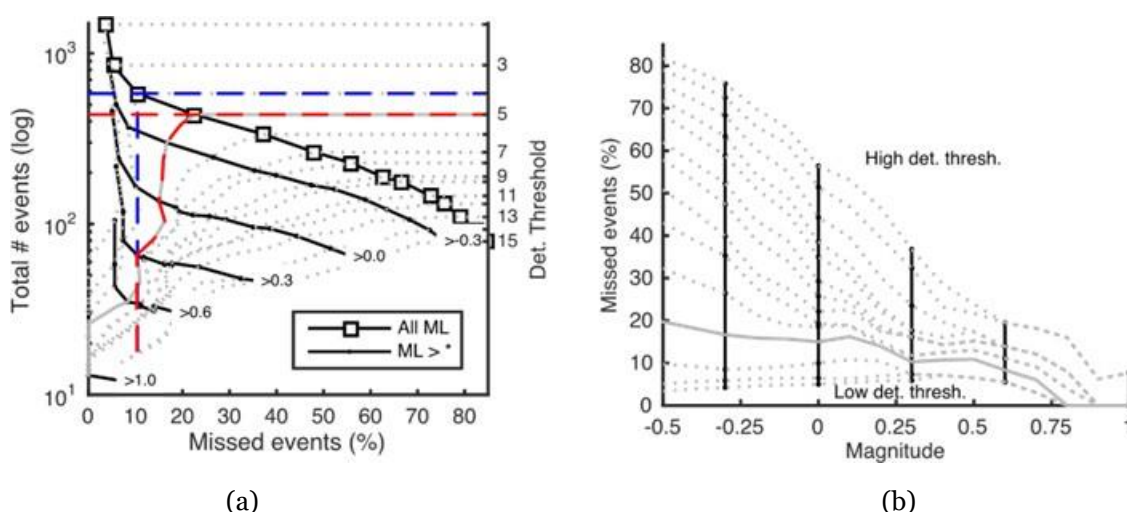 10³
10²
10¹
Total # events (log)
0 10 20 30 40 50 60 70 80
Missed events (%)
3
5
7
9
11
13
15
Det. Threshold
>-0.3
>0.0
>0.3
>0.6
>1.0
All ML
ML > *
(a)
80
70
60
50
40
30
20
10
0
Missed events (%)
High det. thresh.
Low det. thresh.
-0.5 -0.25 0 0.25 0.5 0.75 1
Magnitude
(b)